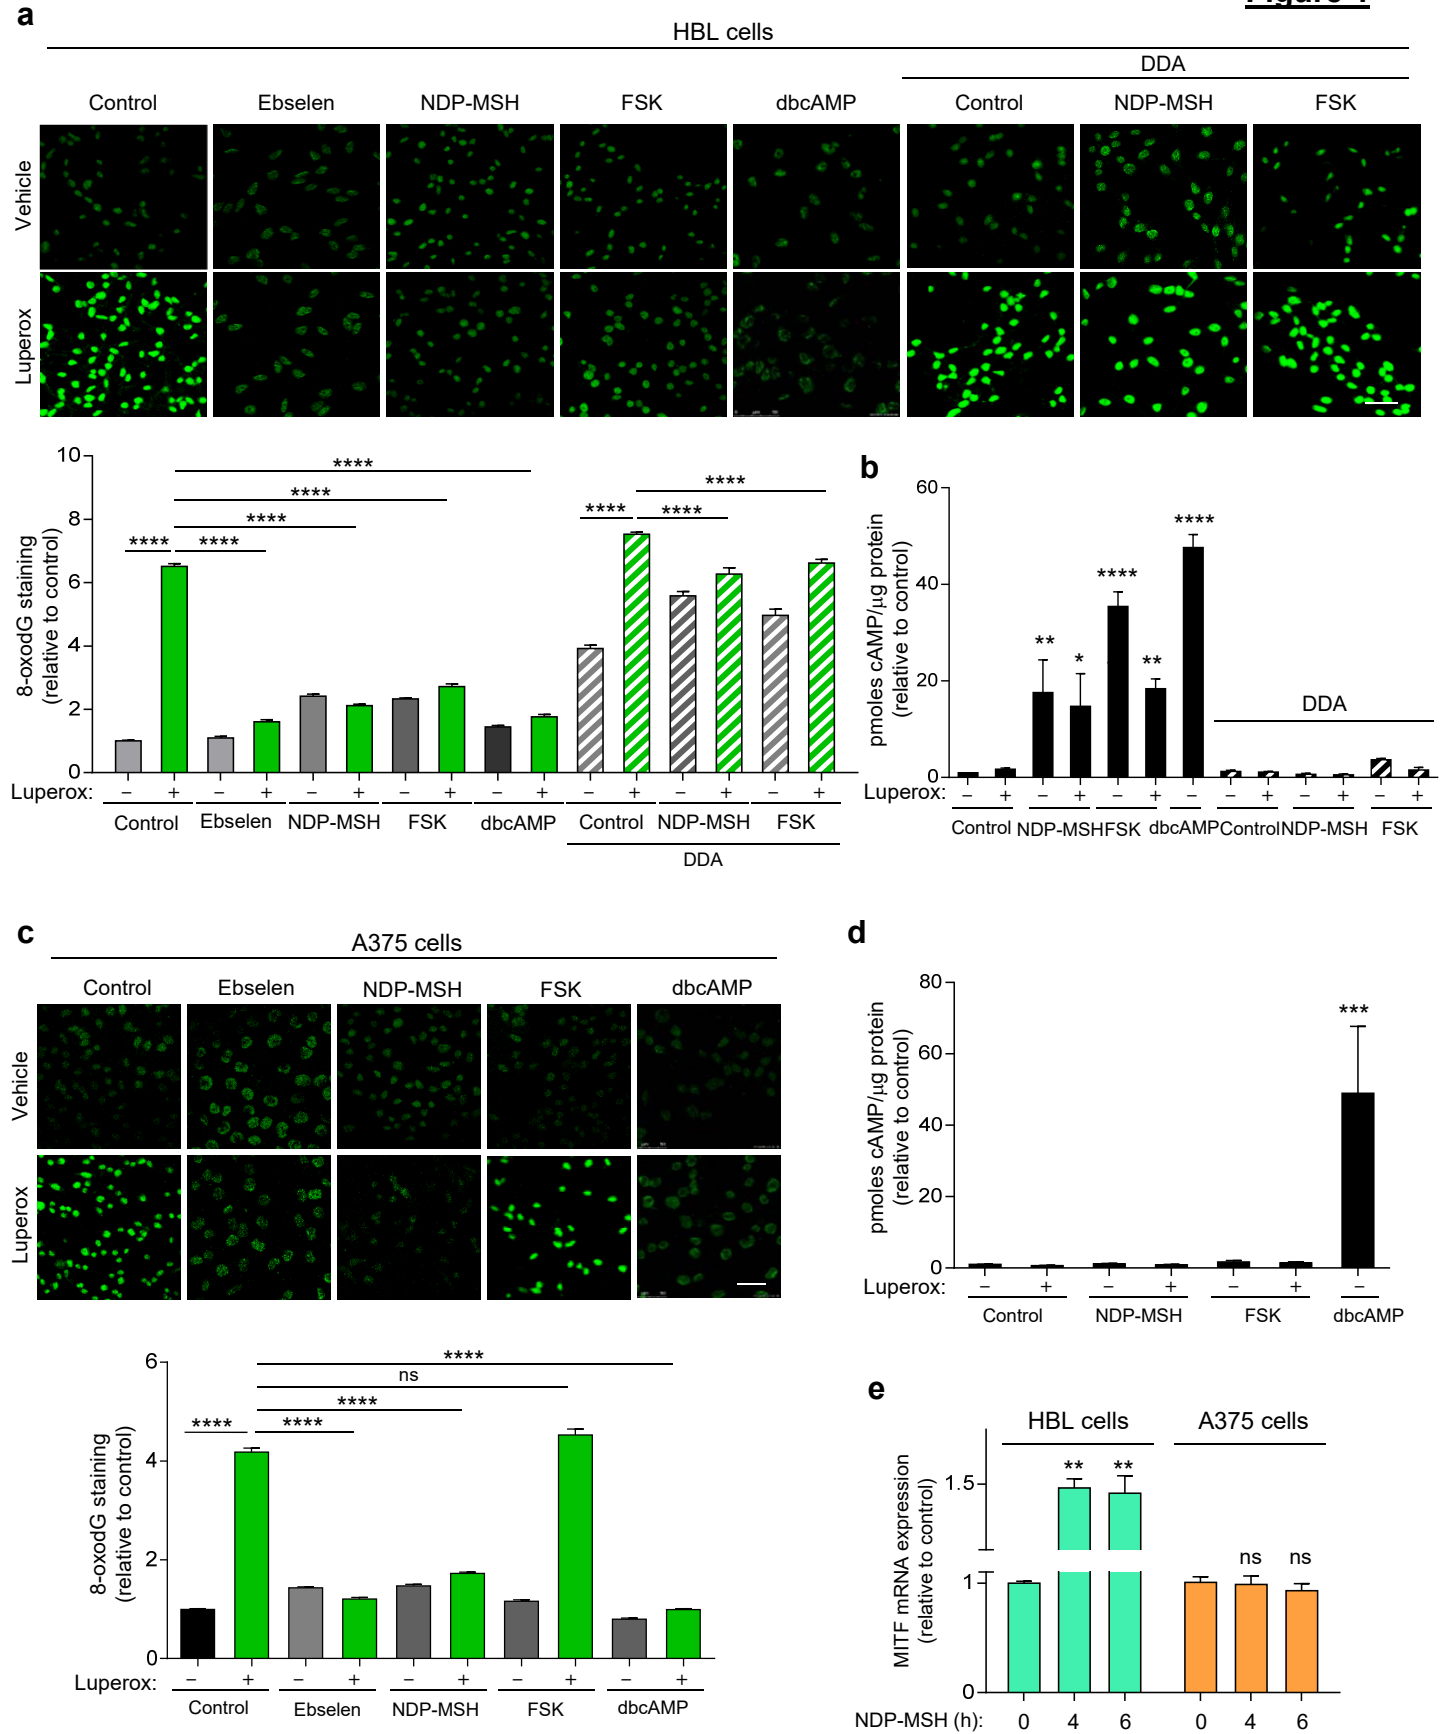 a
HBL cells
DDA
Control Ebselen NDP-MSH FSK dbcAMP Control NDP-MSH FSK
Vehicle
Luperox
10
8
6
4
2
0
8-oxodG staining
(relative to control)
****
****
****
**** ****
****
**** ****
Luperox: − + − + − + − + − + − + − + − +
Control Ebselen NDP-MSH FSK dbcAMP Control NDP-MSH FSK
DDA
b
60
40
20
0
pmoles cAMP/µg protein
(relative to control)
** * **** ** ****
DDA
Luperox: − + − + − + − − + − + − +
Control NDP-MSH FSK dbcAMP Control NDP-MSH FSK
c
A375 cells
Control Ebselen NDP-MSH FSK dbcAMP
Vehicle
Luperox
6
4
2
0
8-oxodG staining
(relative to control)
****
ns
****
**** ****
Luperox: − + − + − + − + − +
Control Ebselen NDP-MSH FSK dbcAMP
d
80
60
40
20
0
pmoles cAMP/µg protein
(relative to control)
***
Luperox: − + − + − + −
Control NDP-MSH FSK dbcAMP
e
HBL cells A375 cells
1.5
1
0
MITF mRNA expression
(relative to control)
** ** ns ns
NDP-MSH (h): 0 4 6 0 4 6